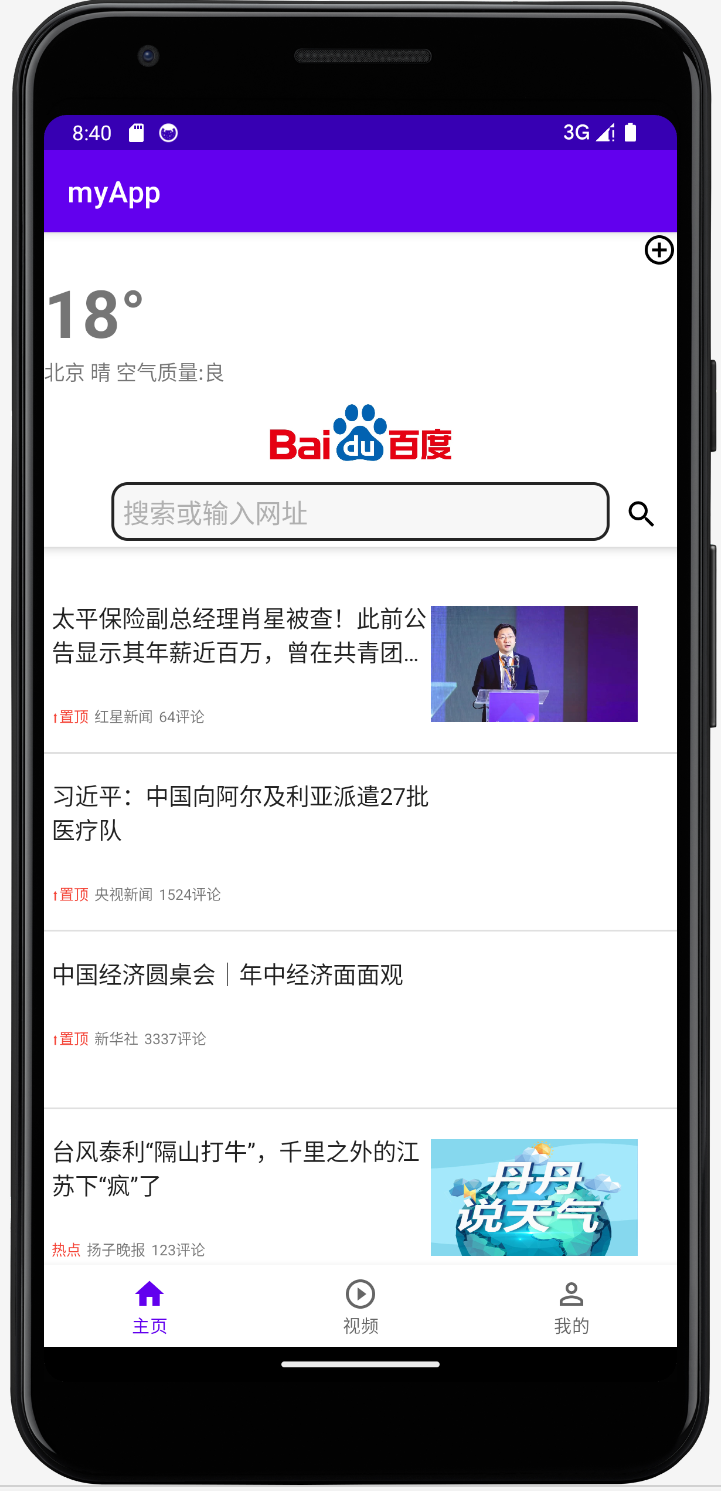 8:40
3G
myApp
18°
北京 晴 空气质量:良
Bai du 百度
搜索或输入网址
太平保险副总经理肖星被查！此前公
告显示其年薪近百万，曾在共青团...
↑置顶 红星新闻 64评论
习近平：中国向阿尔及利亚派遣27批
医疗队
↑置顶 央视新闻 1524评论
中国经济圆桌会｜年中经济面面观
↑置顶 新华社 3337评论
台风泰利“隔山打牛”，千里之外的江
苏下“疯”了
丹丹
说天气
热点 扬子晚报 123评论
主页
视频
我的